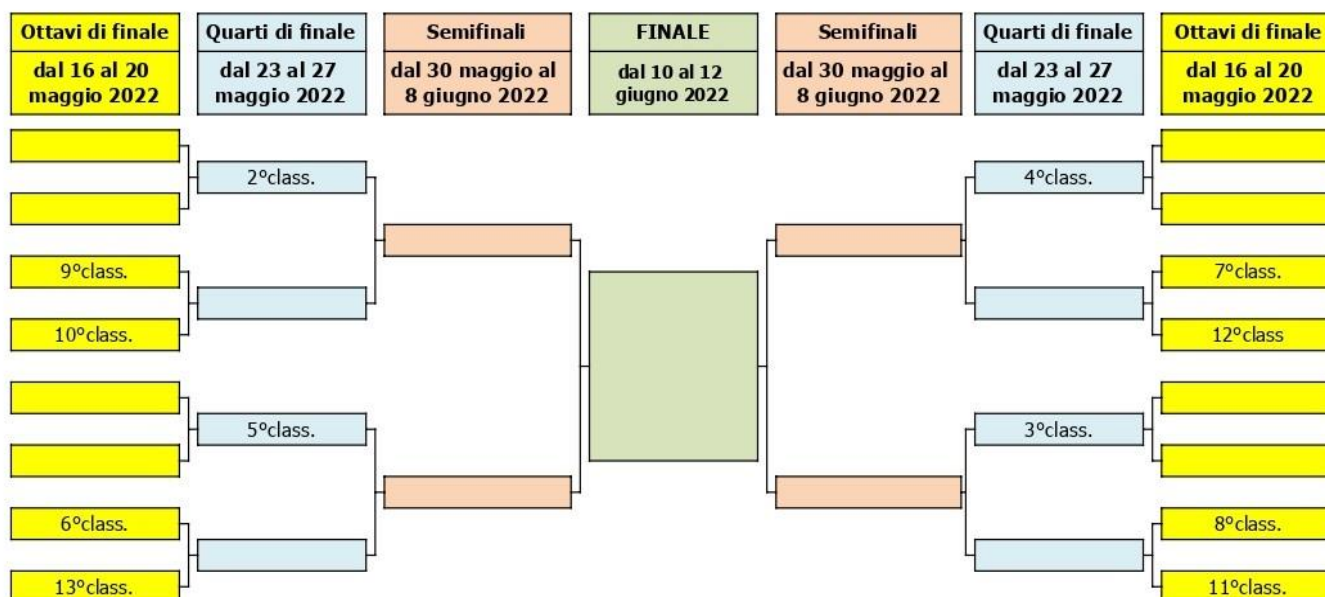 Ottavi di finale
Quarti di finale
Semifinali
FINALE
Semifinali
Quarti di finale
Ottavi di finale
dal 16 al 20
maggio 2022
dal 23 al 27
maggio 2022
dal 30 maggio al
8 giugno 2022
dal 10 al 12
giugno 2022
dal 30 maggio al
8 giugno 2022
dal 23 al 27
maggio 2022
dal 16 al 20
maggio 2022
2°class.
4°class.
9°class.
7°class.
10°class.
12°class
5°class.
3°class.
6°class.
8°class.
13°class.
11°class.